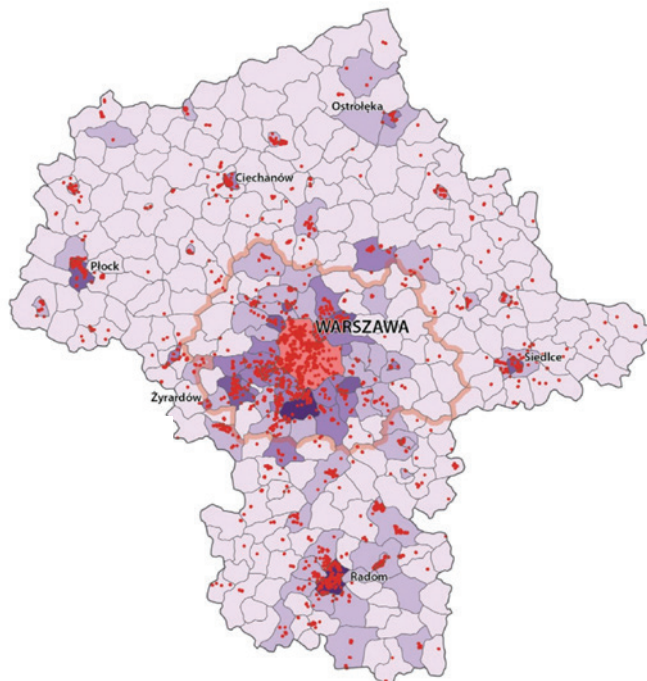 Ostrołęka
Ciechanów
Płock
WARSZAWA
Siedlce
Żyrardów
Radom